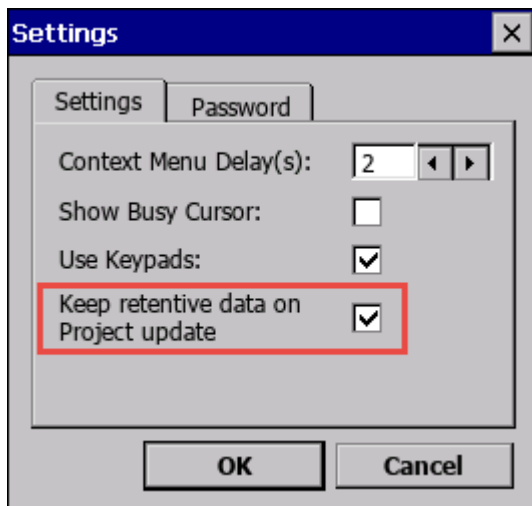 Settings
Settings
Password
Context Menu Delay(s):
2
Show Busy Cursor:
Use Keypads:
Keep retentive data on
Project update
OK
Cancel